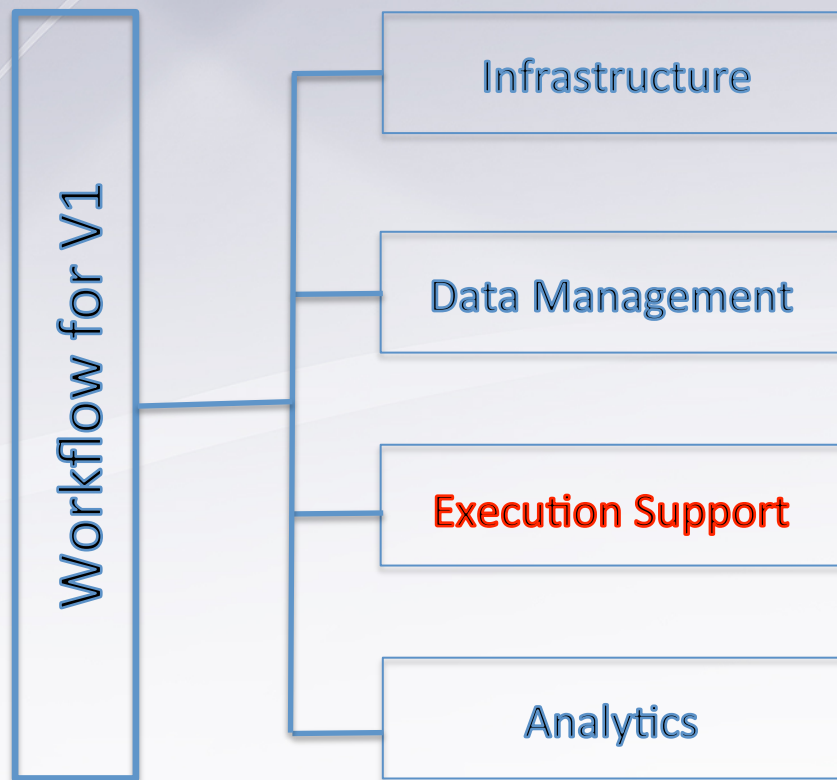 Workflow for V1
Infrastructure
Data Management
Execution Support
Analytics